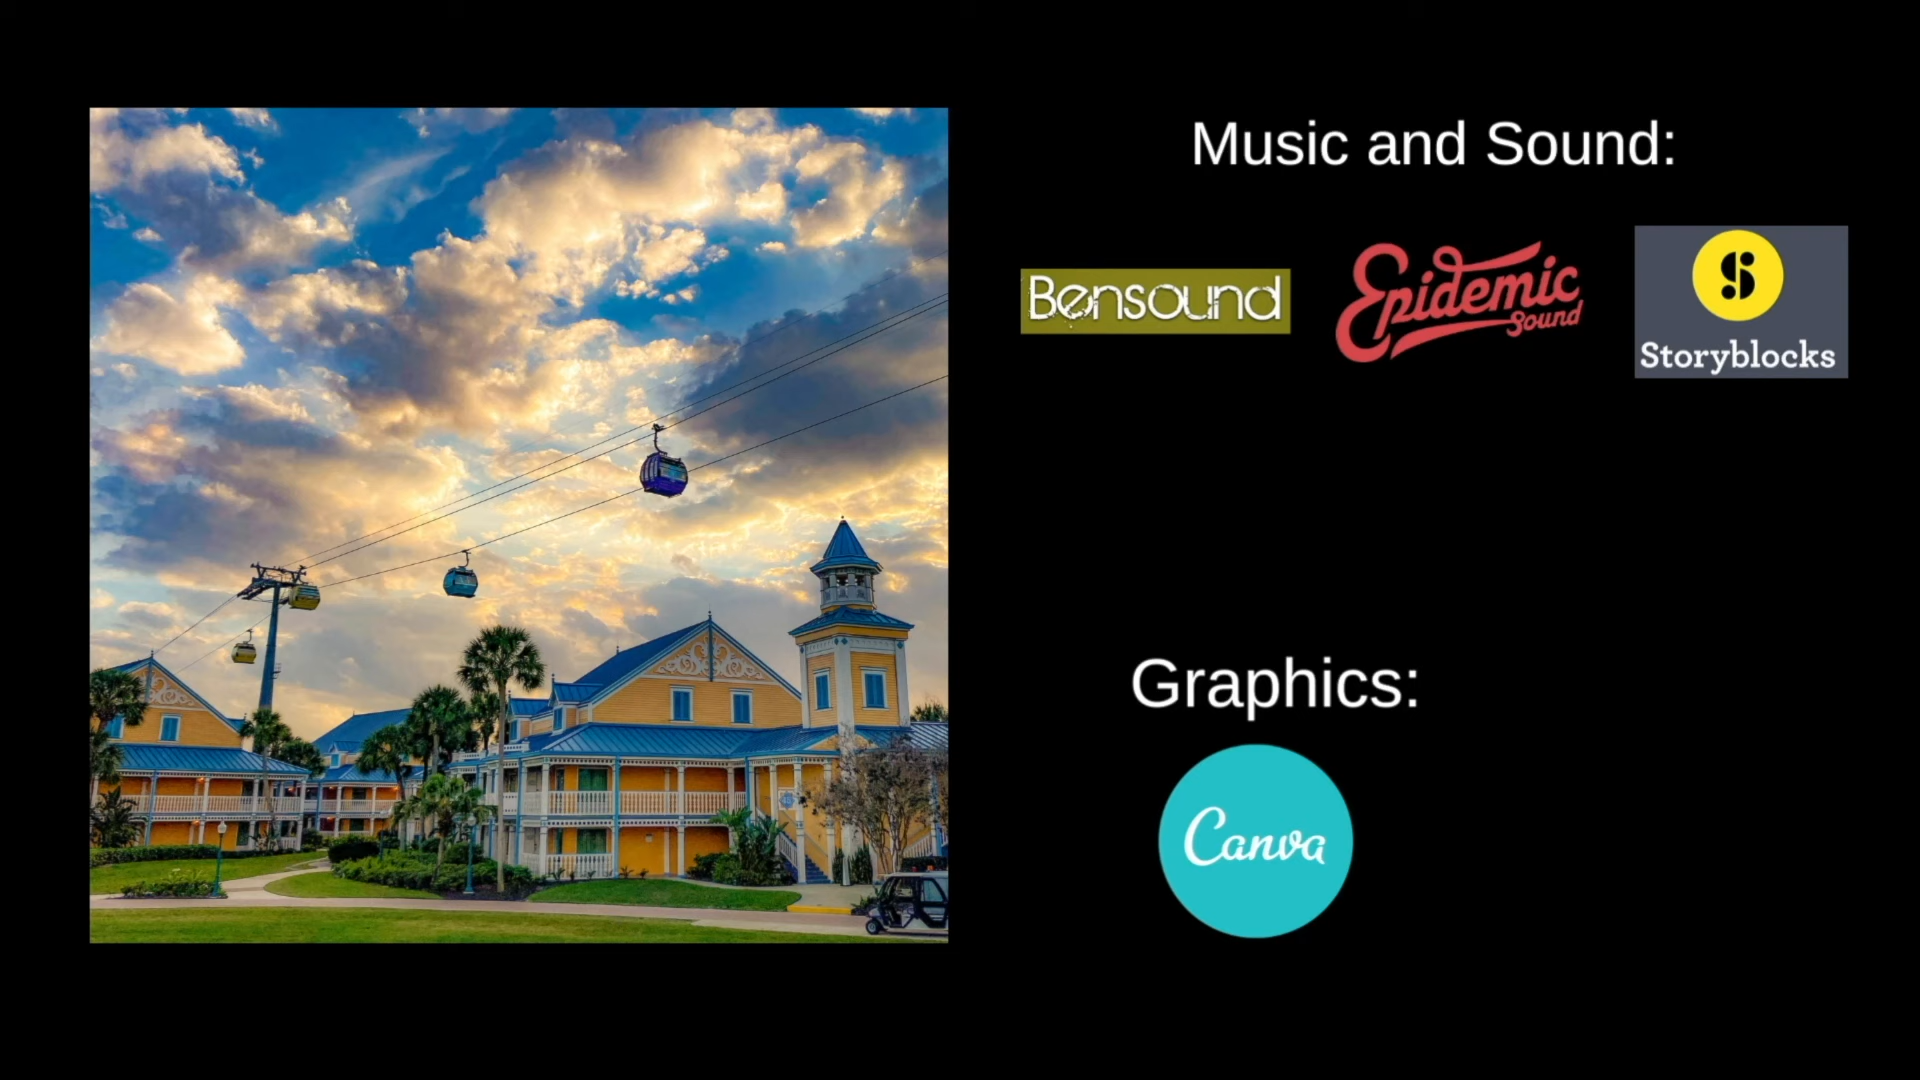 Music and Sound:
Bensound
Epidemic
Sound
Storyblocks
Graphics:
Canva